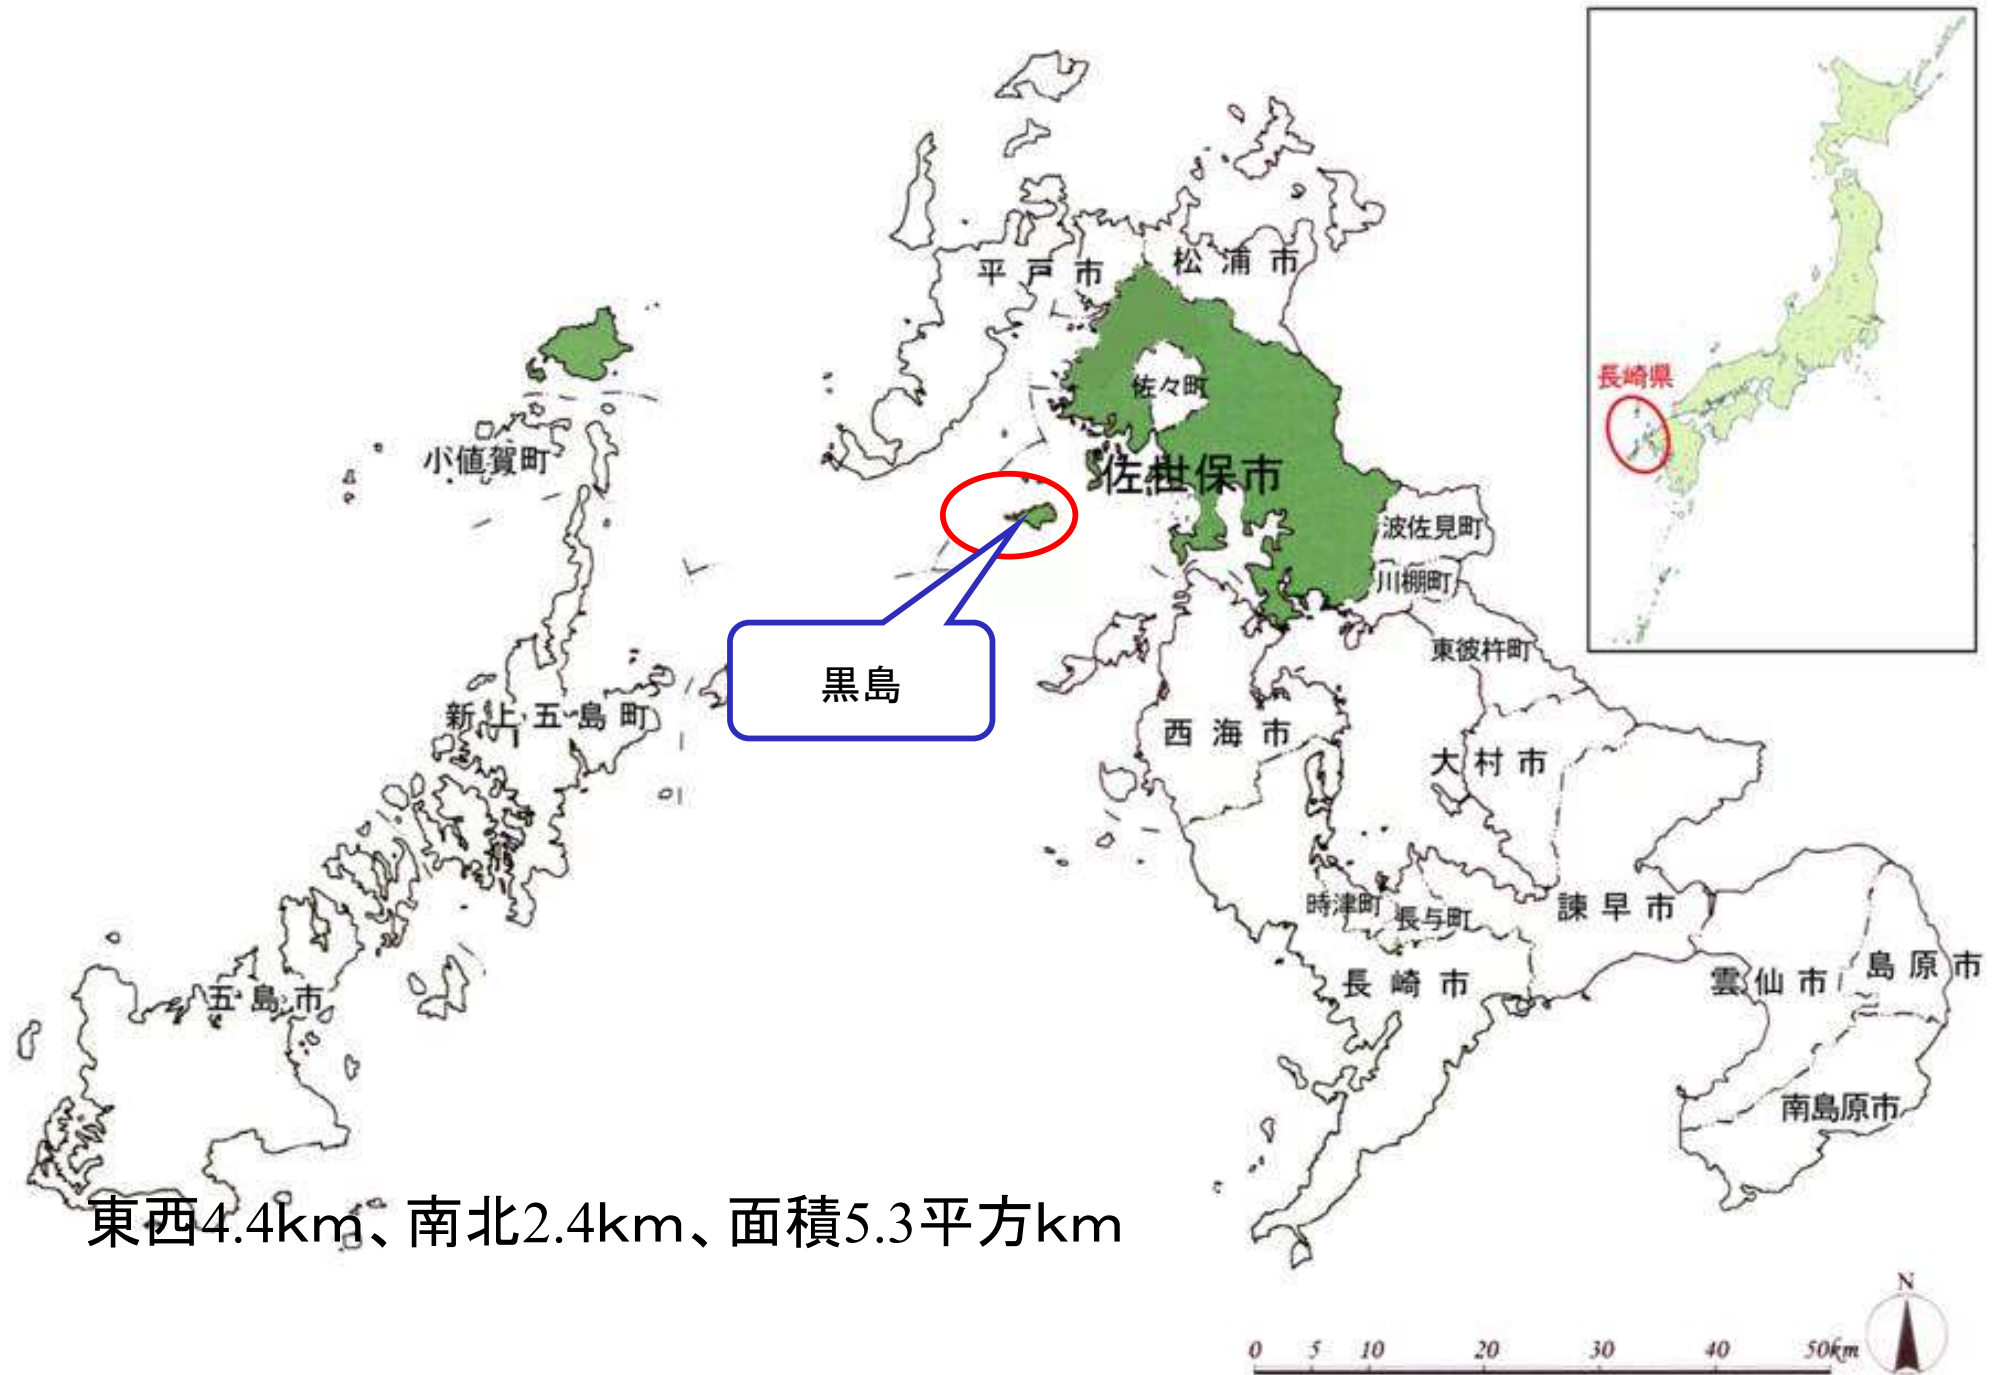 長崎県
平戸市
松浦市
佐々町
小値賀町
佐世保市
波佐見町
川棚町
東彼杵町
黒島
新上五島町
西海市
大村市
時津町
長与町
諫早市
五島市
長崎市
雲仙市
島原市
南島原市
東西4.4km、南北2.4km、面積5.3平方km
N
0 5 10 20 30 40 50km